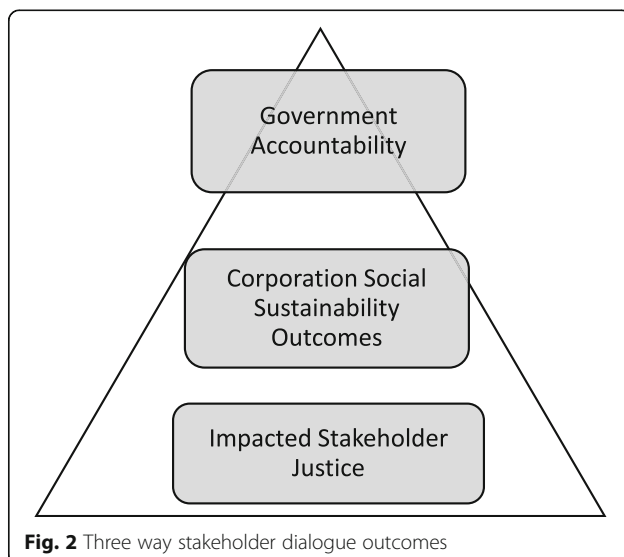 Government
Accountability
Corporation Social
Sustainability
Outcomes
Impacted Stakeholder
Justice
Fig. 2 Three way stakeholder dialogue outcomes